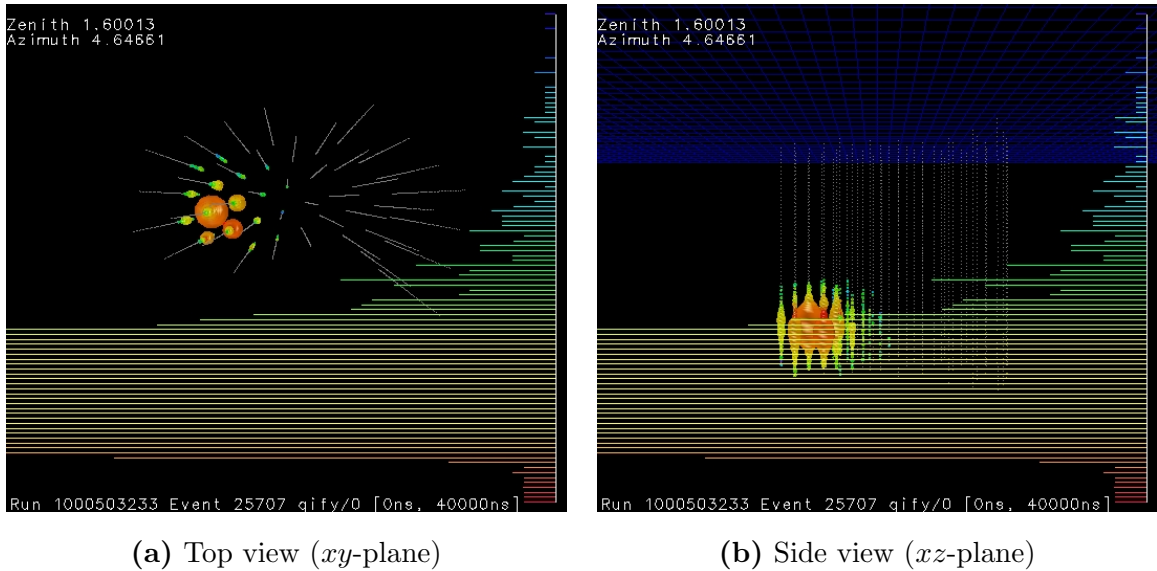 Zenith 1.60013
Azimuth 4.64661
Run 1000503233 Event 25707 gify/0 [0ns, 40000ns]
(a) Top view (xy-plane)
Zenith 1.60013
Azimuth 4.64661
Run 1000503233 Event 25707 gify/0 [0ns, 40000ns]
(b) Side view (xz-plane)